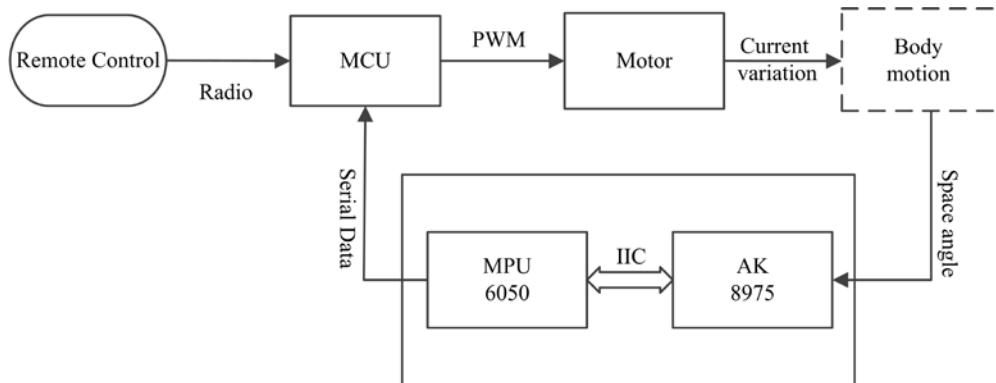 Remote Control
Radio
MCU
PWM
Motor
Current
variation
Body
motion
Serial Data
MPU
6050
IIC
AK
8975
Space angle